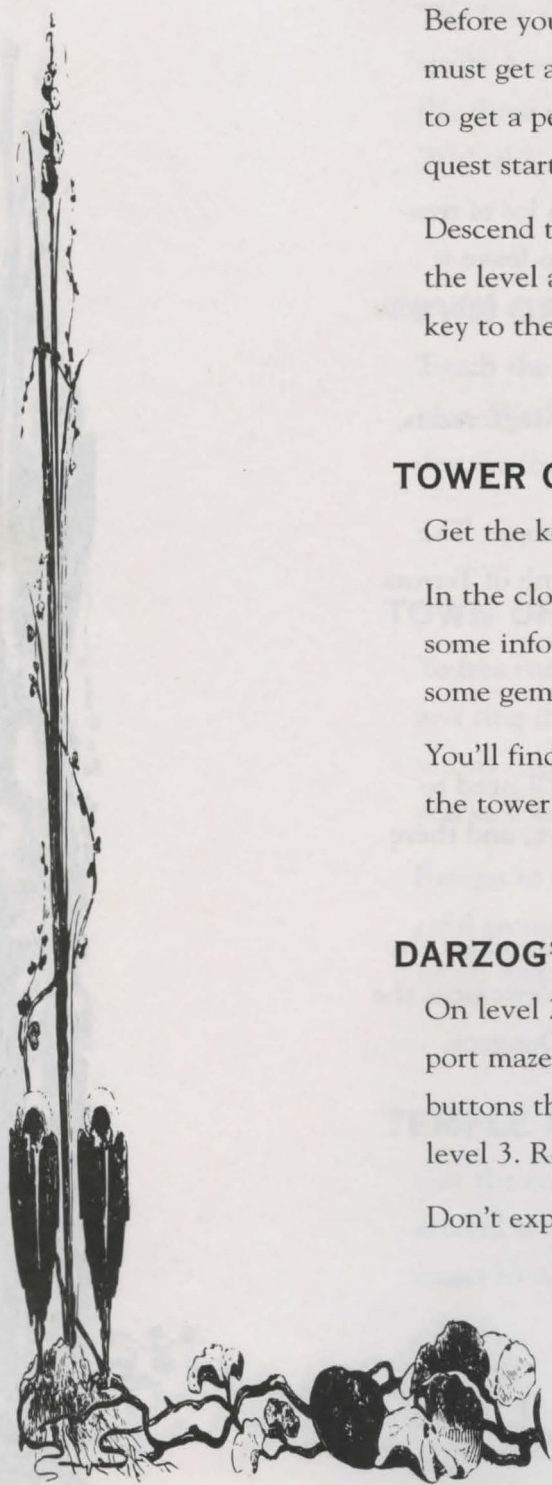 Before you
must get a
to get a pe
quest start
Descend t
the level a
key to the
TOWER O
Get the k
In the clo
some info
some gem
You'll find
the tower
DARZOG'
On level 2
port maze
buttons th
level 3. R
Don't exp